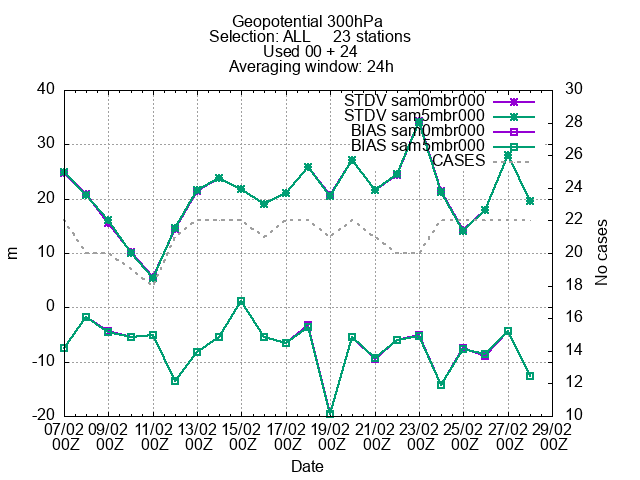 Geopotential 300hPa
Selection: ALL 23 stations
Used 00 + 24
Averaging window: 24h
STDV sam0mbr000
STDV sam5mbr000
BIAS sam0mbr000
BIAS sam5mbr000
CASES
40
30
20
10
0
-10
-20
m
30
28
26
24
22
20
18
16
14
12
10
No cases
07/02 09/02 11/02 13/02 15/02 17/02 19/02 21/02 23/02 25/02 27/02 29/02
00Z 00Z 00Z 00Z 00Z 00Z 00Z 00Z 00Z 00Z 00Z 00Z
Date